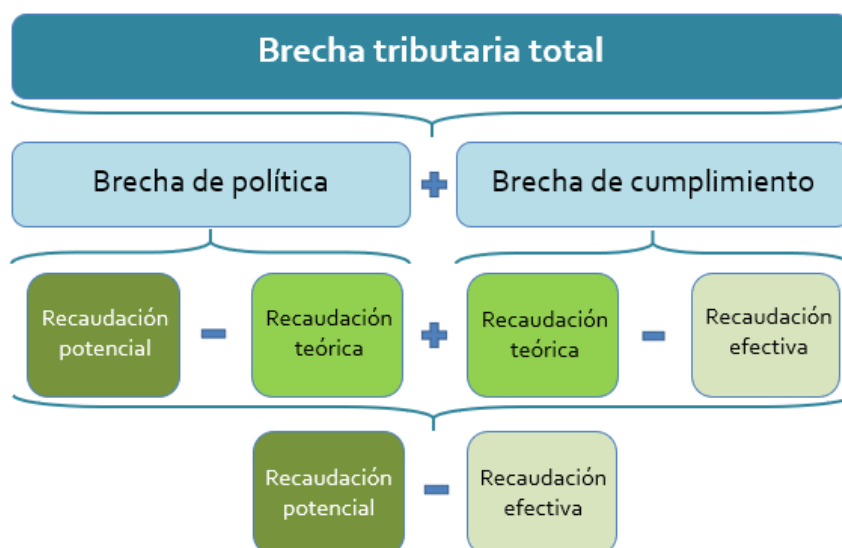 Brecha tributaria total
Brecha de política + Brecha de cumplimiento
Recaudación
potencial
-
Recaudación
teórica
+
Recaudación
teórica
-
Recaudación
efectiva
Recaudación
potencial
-
Recaudación
efectiva